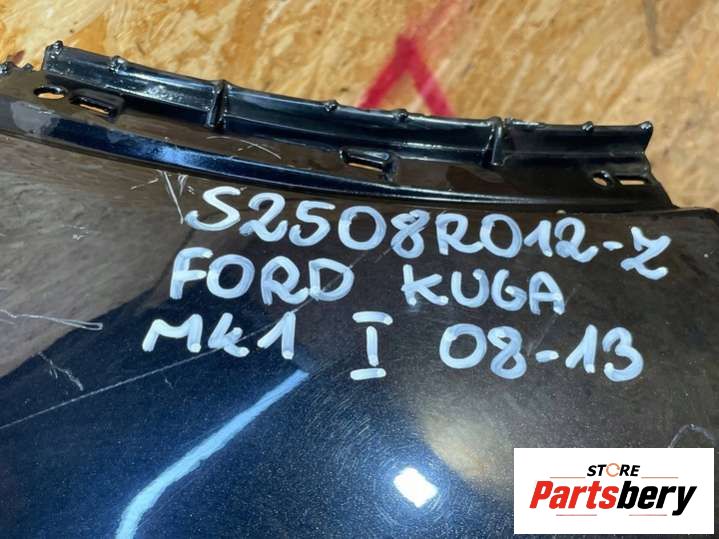 S2508R012-Z
FORD KUGA
MK1 I 08-13
STORE
Partsbery